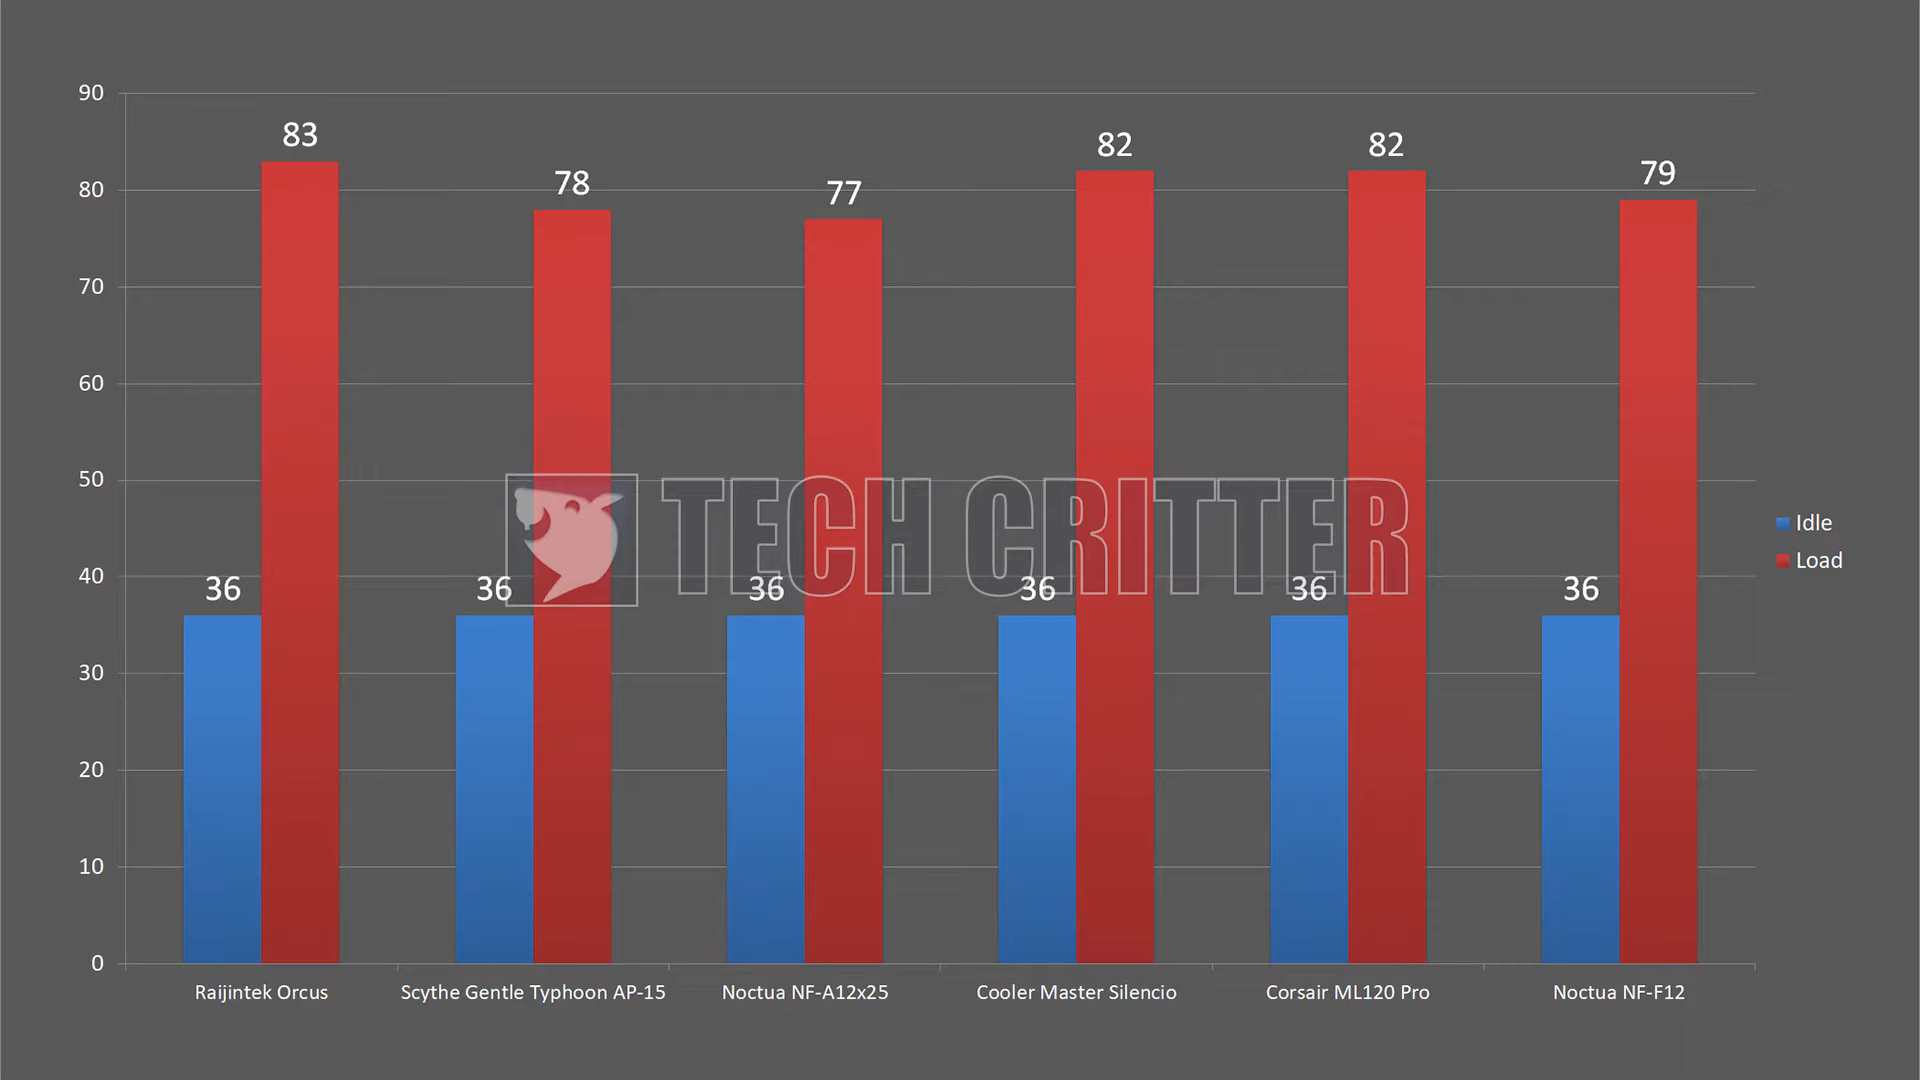 90
80
70
60
50
40
30
20
10
0
83
78
77
82
82
79
36
36
36
36
36
36
TECH CRITTER
Idle
Load
Raijintek Orcus
Scythe Gentle Typhoon AP-15
Noctua NF-A12x25
Cooler Master Silencio
Corsair ML120 Pro
Noctua NF-F12